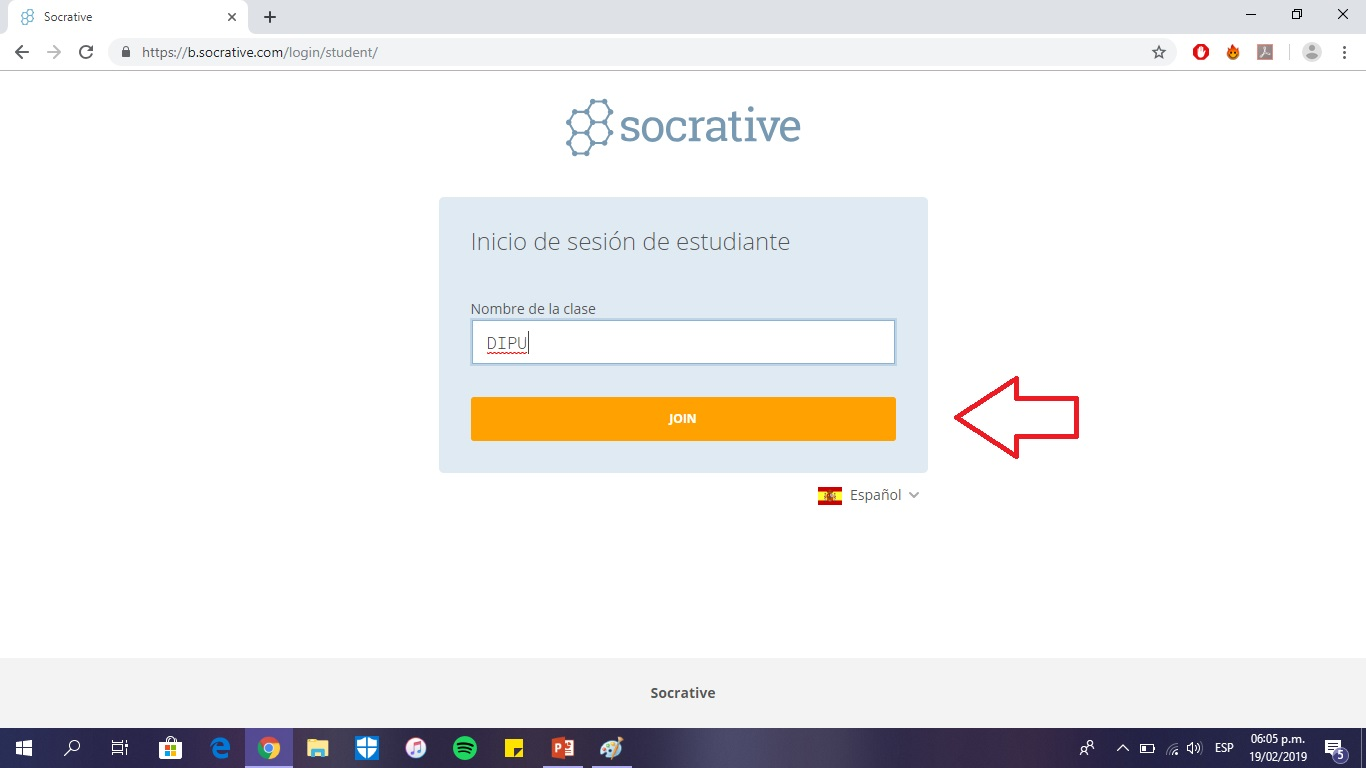 Socrative
https://b.socrative.com/login/student/
socrative
Inicio de sesión de estudiante
Nombre de la clase
DIPU
JOIN
Español
Socrative
ESP
06:05 p.m.
19/02/2019
5